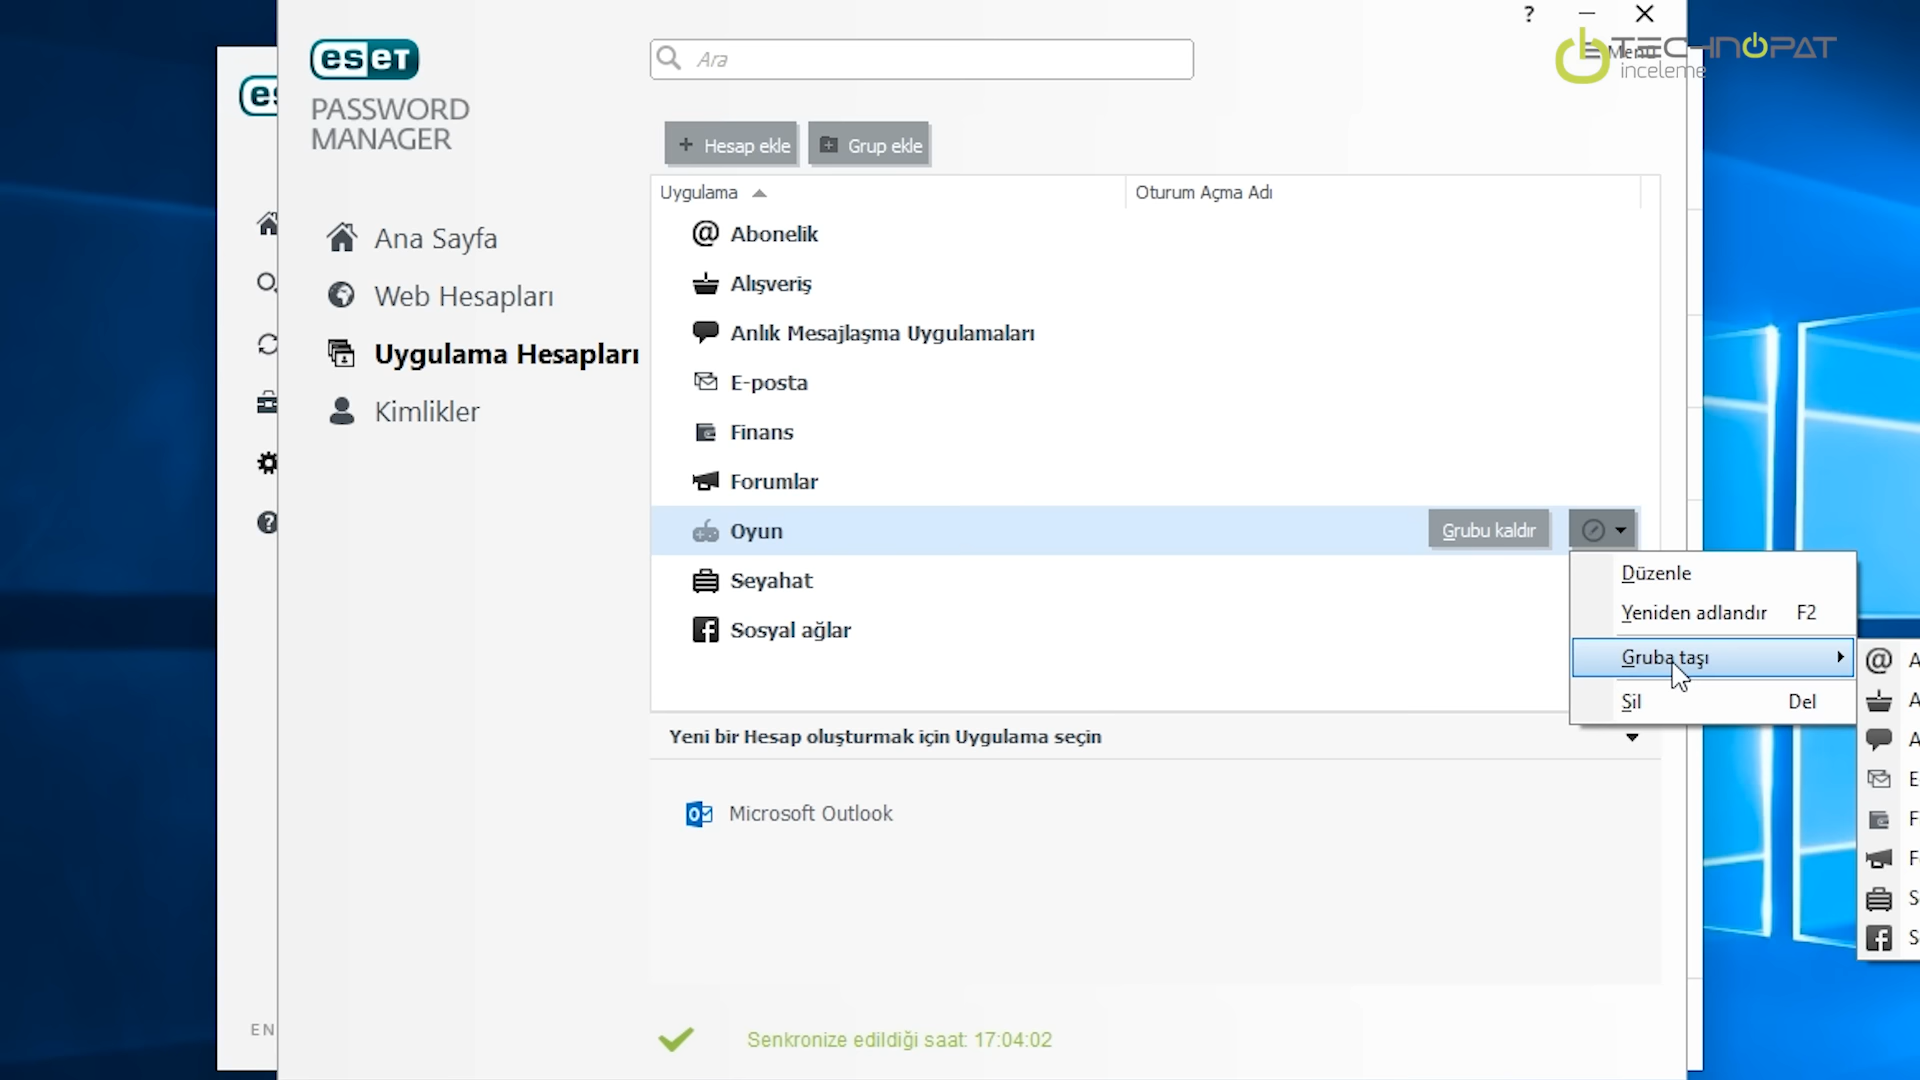 ?
TECHNOPAT
inceleme
Menü
eseT
PASSWORD
MANAGER
Ara
+ Hesap ekle
Grup ekle
Uygulama
Oturum Açma Adı
Ana Sayfa
Web Hesapları
Uygulama Hesapları
Kimlikler
@ Abonelik
Alışveriş
Anlık Mesajlaşma Uygulamaları
E-posta
Finans
Forumlar
Oyun
Grubu kaldır
Seyahat
Sosyal ağlar
Düzenle
Yeniden adlandır F2
Gruba taşı
Sil Del
Yeni bir Hesap oluşturmak için Uygulama seçin
Microsoft Outlook
Senkronize edildiği saat: 17:04:02
EN